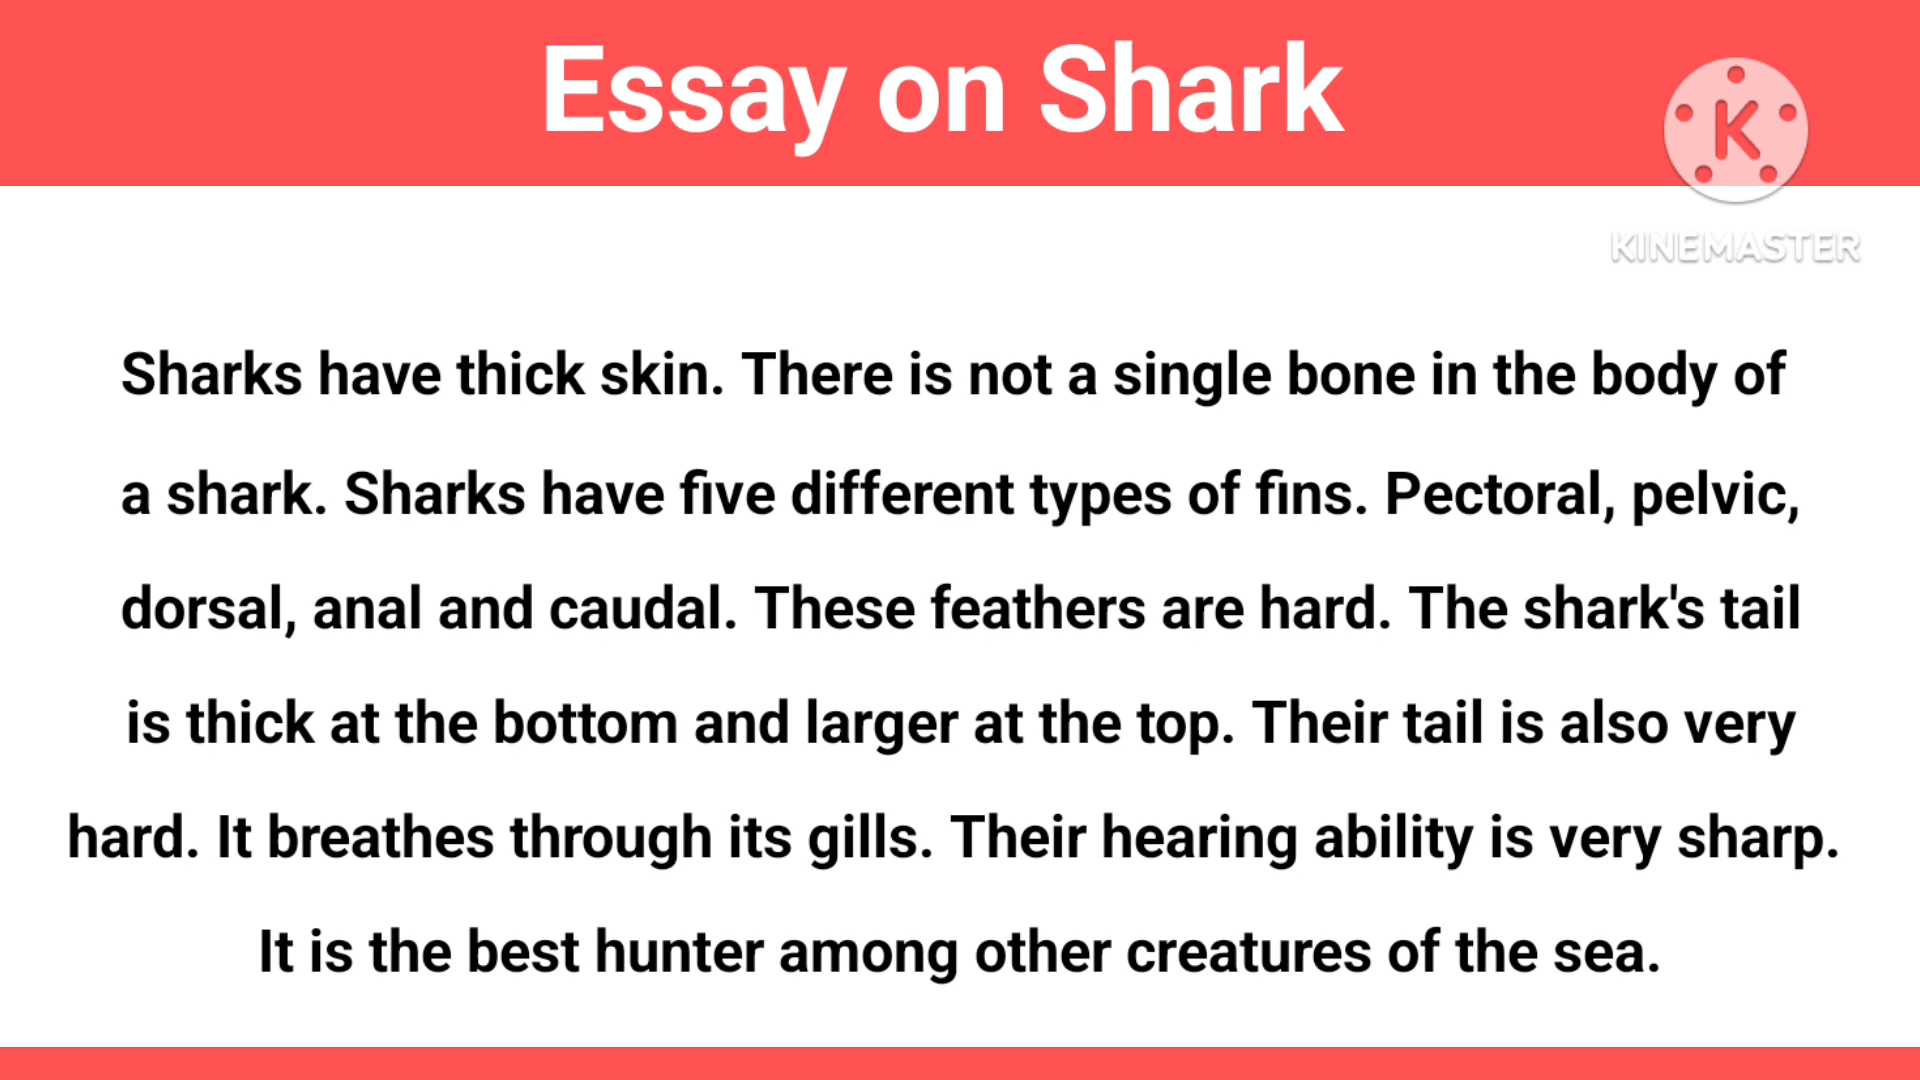 Essay on Shark
K
KINEMASTER
Sharks have thick skin. There is not a single bone in the body of
a shark. Sharks have five different types of fins. Pectoral, pelvic,
dorsal, anal and caudal. These feathers are hard. The shark's tail
is thick at the bottom and larger at the top. Their tail is also very
hard. It breathes through its gills. Their hearing ability is very sharp.
It is the best hunter among other creatures of the sea.